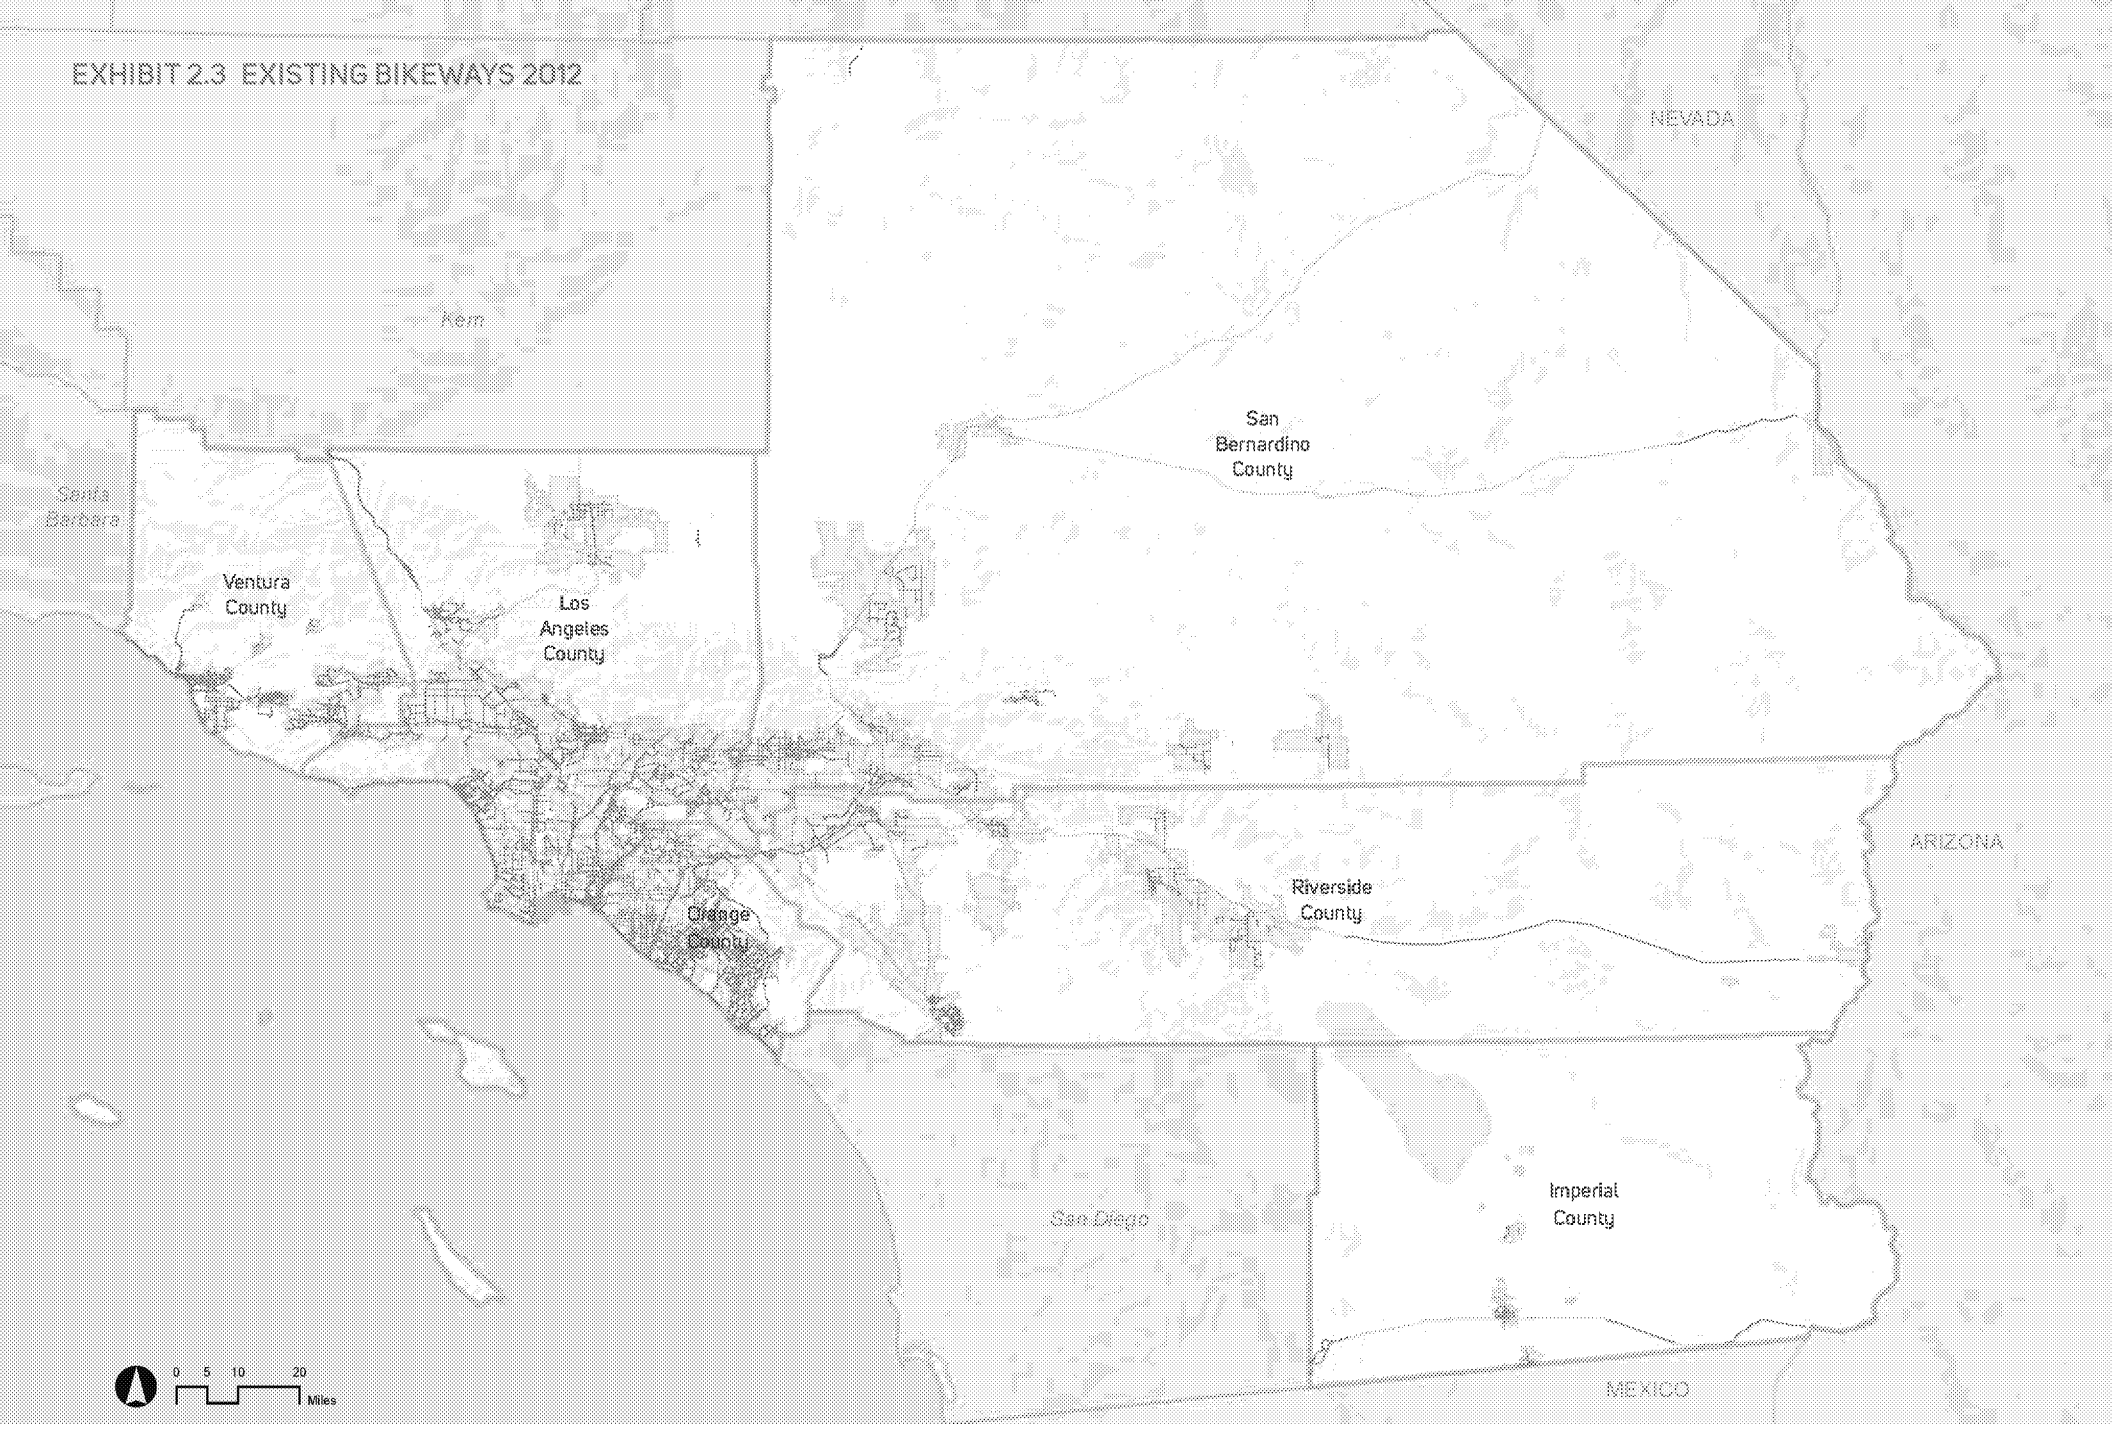 EXHIBIT 2.3 EXISTING BIKEWAYS 2012
NEVADA
Kern
San
Bernardino
County
Santa
Barbara
Ventura
County
Los
Angeles
County
ARIZONA
Riverside
County
Orange
County
Imperial
County
San Diego
MEXICO
0 5 10 20
Miles